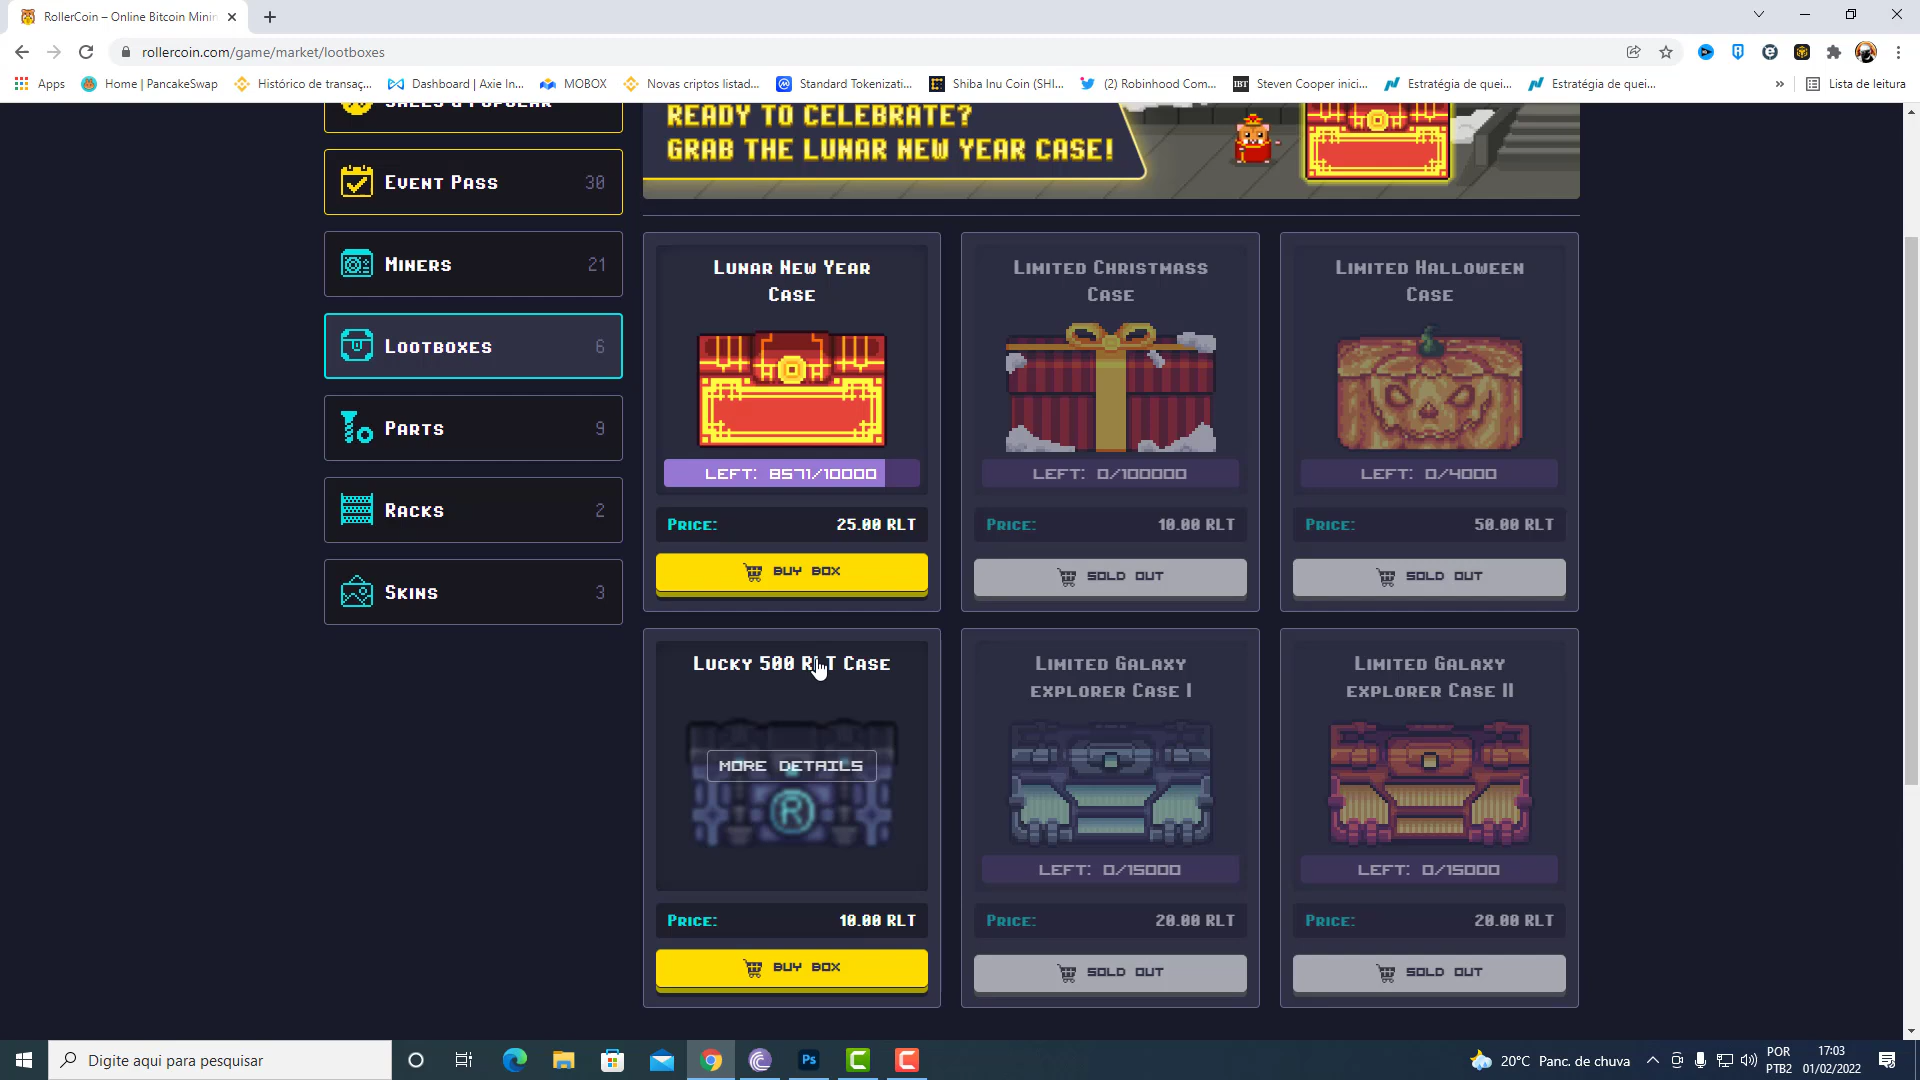 RollerCoin – Online Bitcoin Minin
rollercoin.com/game/market/lootboxes
Apps
Home | PancakeSwap
Histórico de transaç...
Dashboard | Axie In...
MOBOX
Novas criptos listad...
Standard Tokenizati...
Shiba Inu Coin (SHI...
(2) Robinhood Com...
IBT
Steven Cooper inici...
Estratégia de quei...
Estratégia de quei...
»
Lista de leitura
SALES & POPULAR
READY TO CELEBRATE?
GRAB THE LUNAR NEW YEAR CASE!
EVENT PASS 30
MINERS 21
LOOTBOXES 6
PARTS 9
RACKS 2
SKINS 3
LUNAR NEW YEAR
CASE
LEFT: 8571/10000
PRICE: 25.00 RLT
BUY BOX
LIMITED CHRISTMASS
CASE
LEFT: 0/100000
PRICE: 10.00 RLT
SOLD OUT
LIMITED HALLOWEEN
CASE
LEFT: 0/4000
PRICE: 50.00 RLT
SOLD OUT
LUCKY 500 RLT CASE
MORE DETAILS
R
PRICE: 10.00 RLT
BUY BOX
LIMITED GALAXY
EXPLORER CASE I
LEFT: 0/15000
PRICE: 20.00 RLT
SOLD OUT
LIMITED GALAXY
EXPLORER CASE II
LEFT: 0/15000
PRICE: 20.00 RLT
SOLD OUT
Digite aqui para pesquisar
Ps
20°C Panc. de chuva
POR
PTB2
17:03
01/02/2022